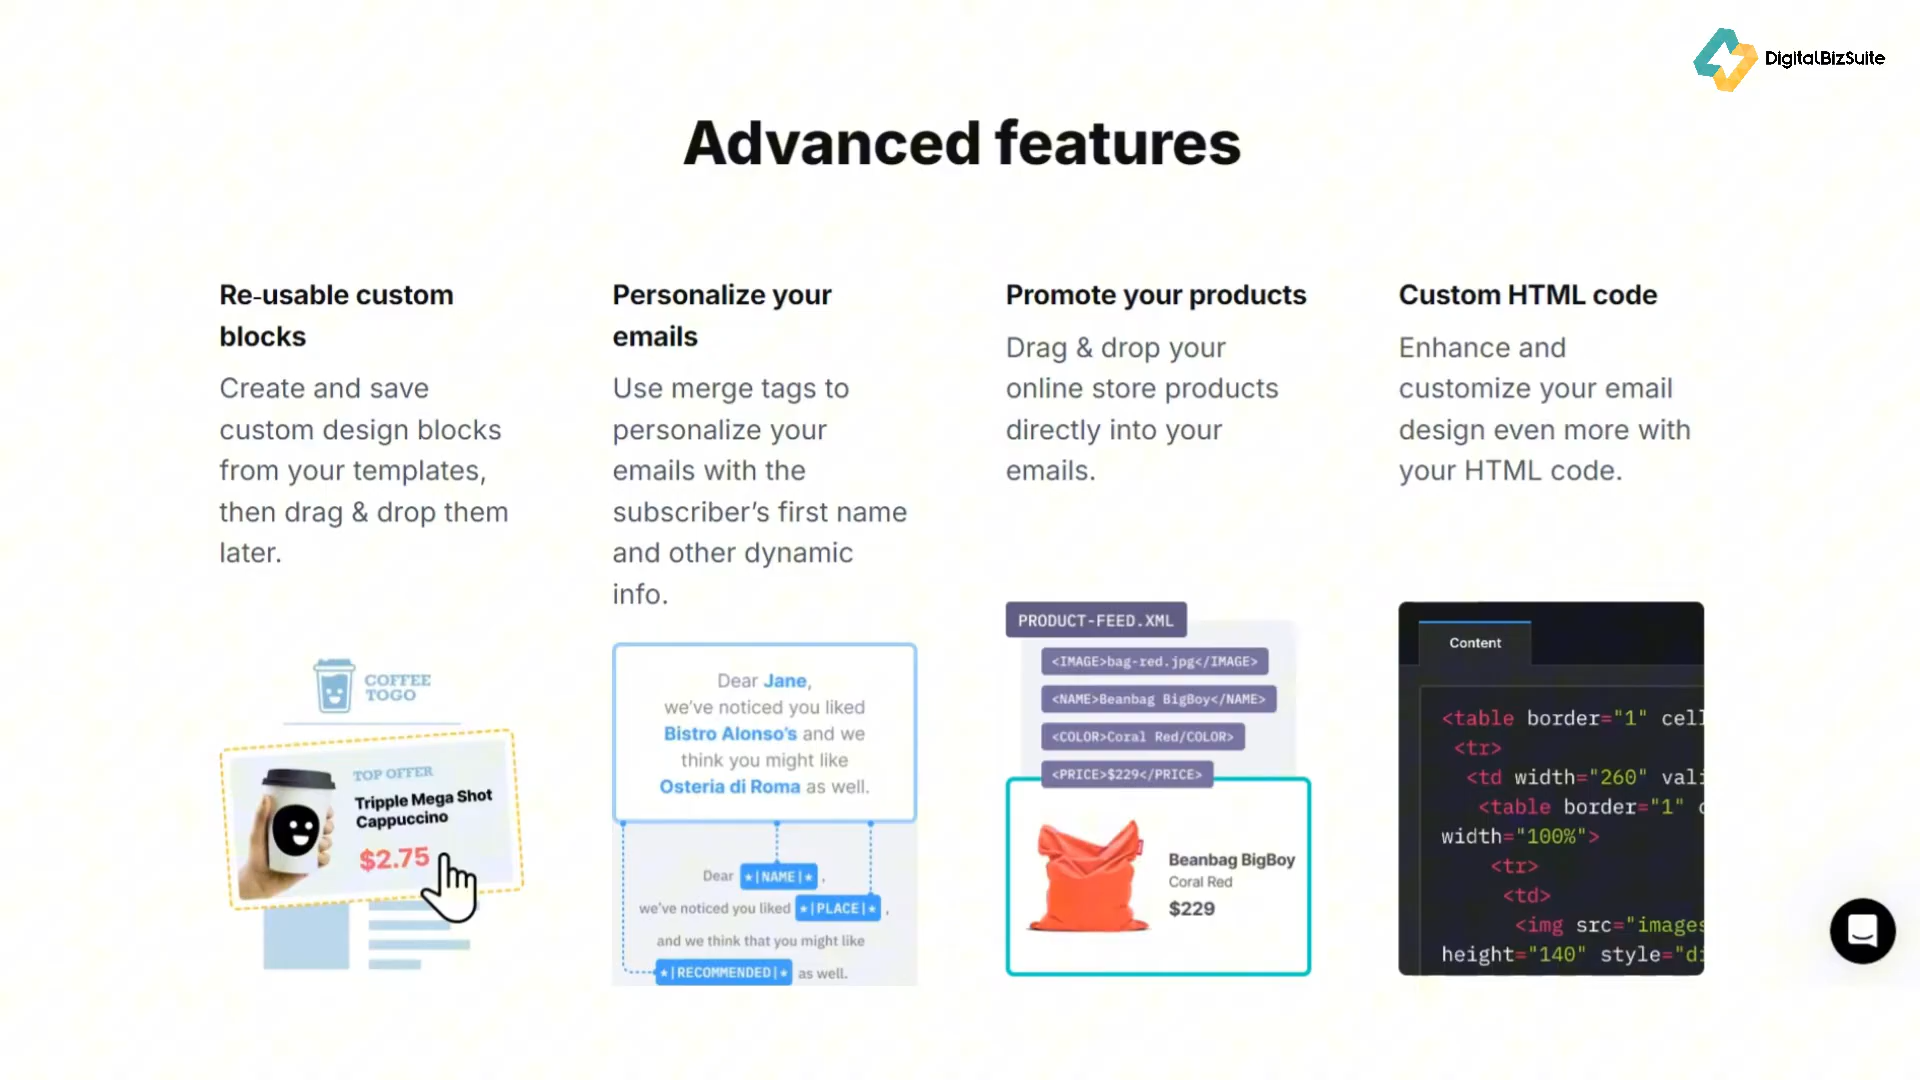 DigitalBizSuite
Advanced features
Re-usable custom
blocks
Create and save
custom design blocks
from your templates,
then drag & drop them
later.
COFFEE
TOGO
TOP OFFER
Tripple Mega Shot
Cappuccino
$2.75
Personalize your
emails
Use merge tags to
personalize your
emails with the
subscriber’s first name
and other dynamic
info.
Dear Jane,
we’ve noticed you liked
Bistro Alonso’s and we
think you might like
Osteria di Roma as well.
Dear *|NAME|* ,
we’ve noticed you liked *|PLACE|* ,
and we think that you might like
*|RECOMMENDED|* as well.
Promote your products
Drag & drop your
online store products
directly into your
emails.
PRODUCT-FEED.XML
<IMAGE>bag-red.jpg</IMAGE>
<NAME>Beanbag BigBoy</NAME>
<COLOR>Coral Red/COLOR>
<PRICE>$229</PRICE>
Beanbag BigBoy
Coral Red
$229
Custom HTML code
Enhance and
customize your email
design even more with
your HTML code.
Content
<table border="1" cell
<tr>
<td width="260" vali
<table border="1" c
width="100%">
<tr>
<td>
<img src="images
height="140" style="di